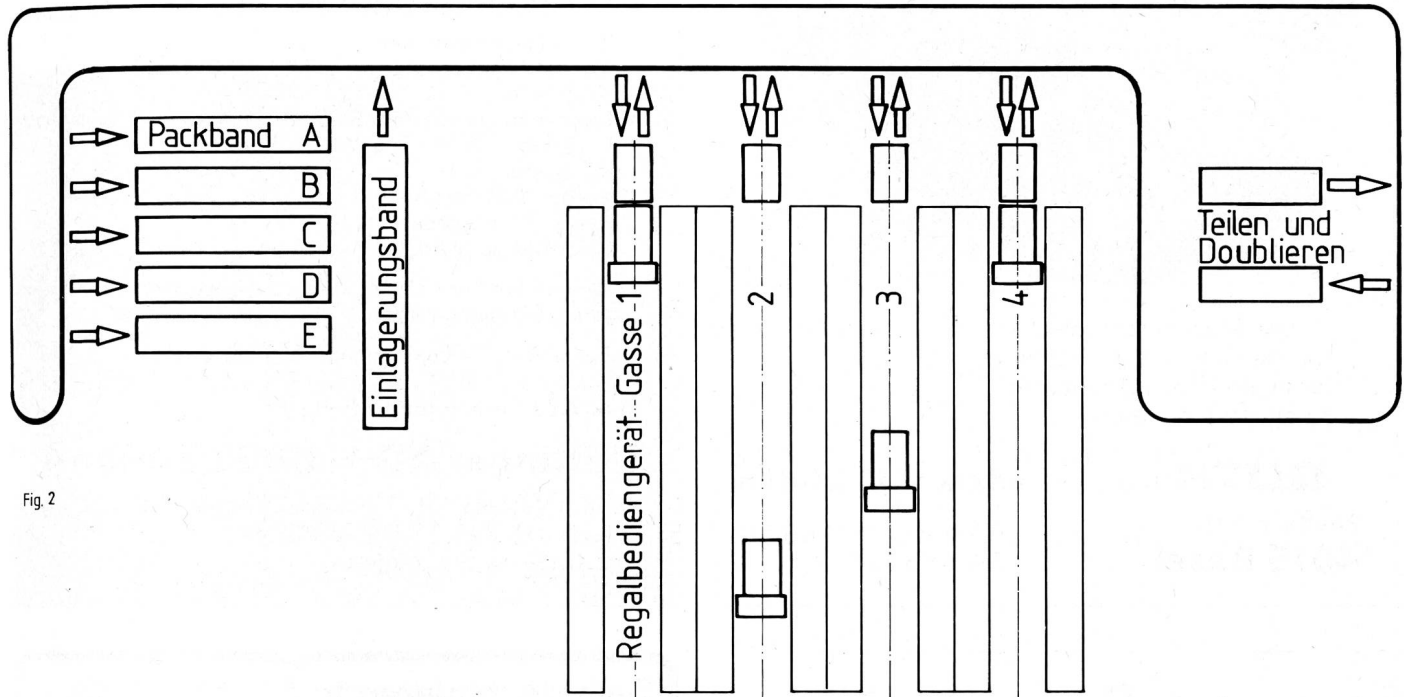 Packband A
B
C
D
E
Einlagerungsband
Regalbediengerät Gasse 1
2
3
4
Teilen und
Doublieren
Fig. 2